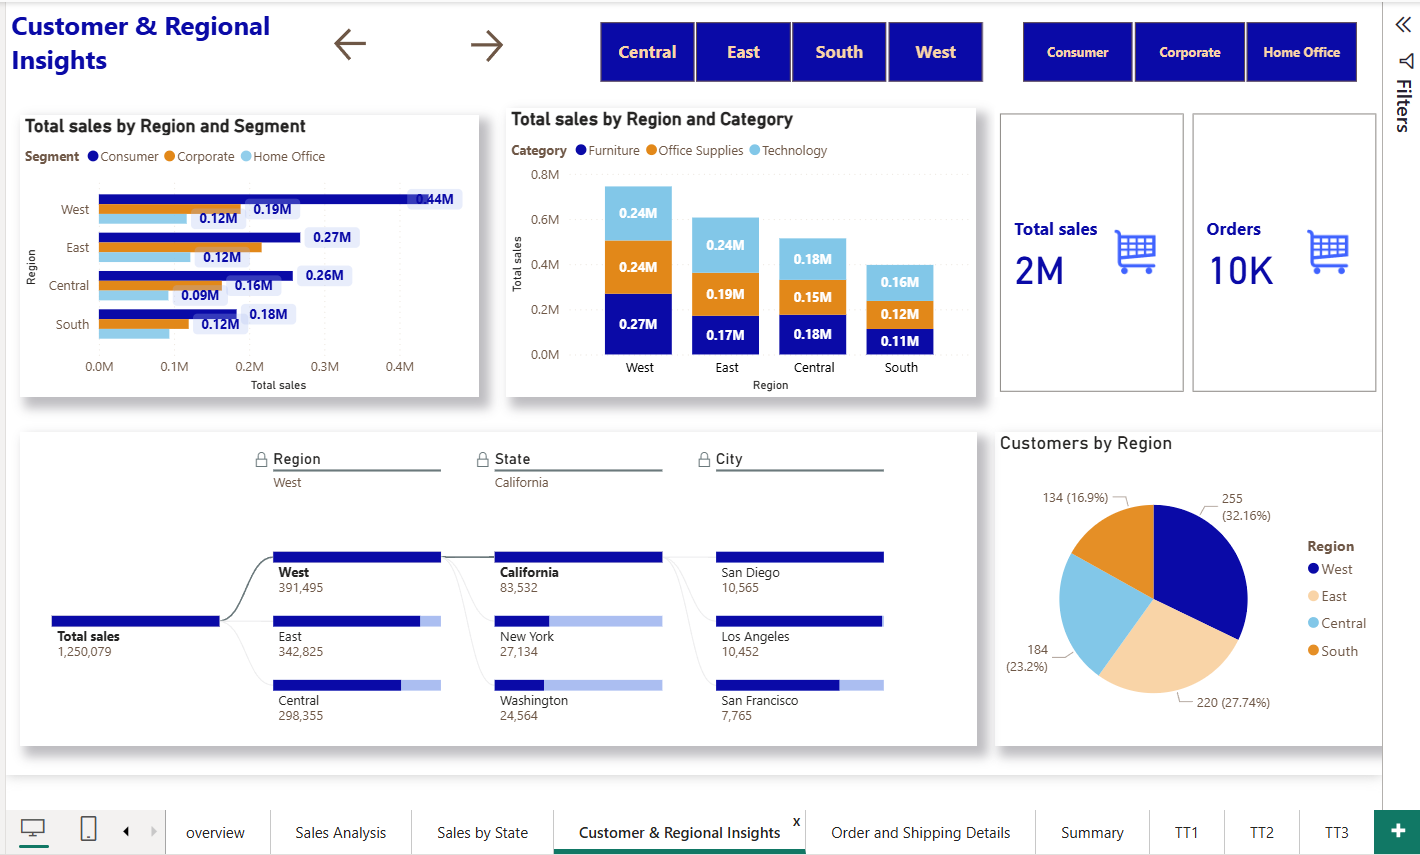 Customer & Regional
Insights
Central
East
South
West
Consumer
Corporate
Home Office
Filters
Total sales by Region and Segment
Segment Consumer Corporate Home Office
Region
West
East
Central
South
0.44M
0.19M
0.12M
0.27M
0.12M
0.26M
0.16M
0.09M
0.18M
0.12M
0.0M 0.1M 0.2M 0.3M 0.4M
Total sales
Total sales by Region and Category
Category Furniture Office Supplies Technology
Total sales
0.8M
0.6M
0.4M
0.2M
0.0M
0.24M
0.24M
0.27M
0.24M
0.19M
0.17M
0.18M
0.15M
0.18M
0.16M
0.12M
0.11M
West East Central South
Region
Total sales
2M
Orders
10K
Region
West
State
California
City
Total sales
1,250,079
West
391,495
East
342,825
Central
298,355
California
83,532
New York
27,134
Washington
24,564
San Diego
10,565
Los Angeles
10,452
San Francisco
7,765
Customers by Region
134 (16.9%)
255
(32.16%)
184
(23.2%)
220 (27.74%)
Region
West
East
Central
South
overview
Sales Analysis
Sales by State
Customer & Regional Insights
x
Order and Shipping Details
Summary
TT1
TT2
TT3
+